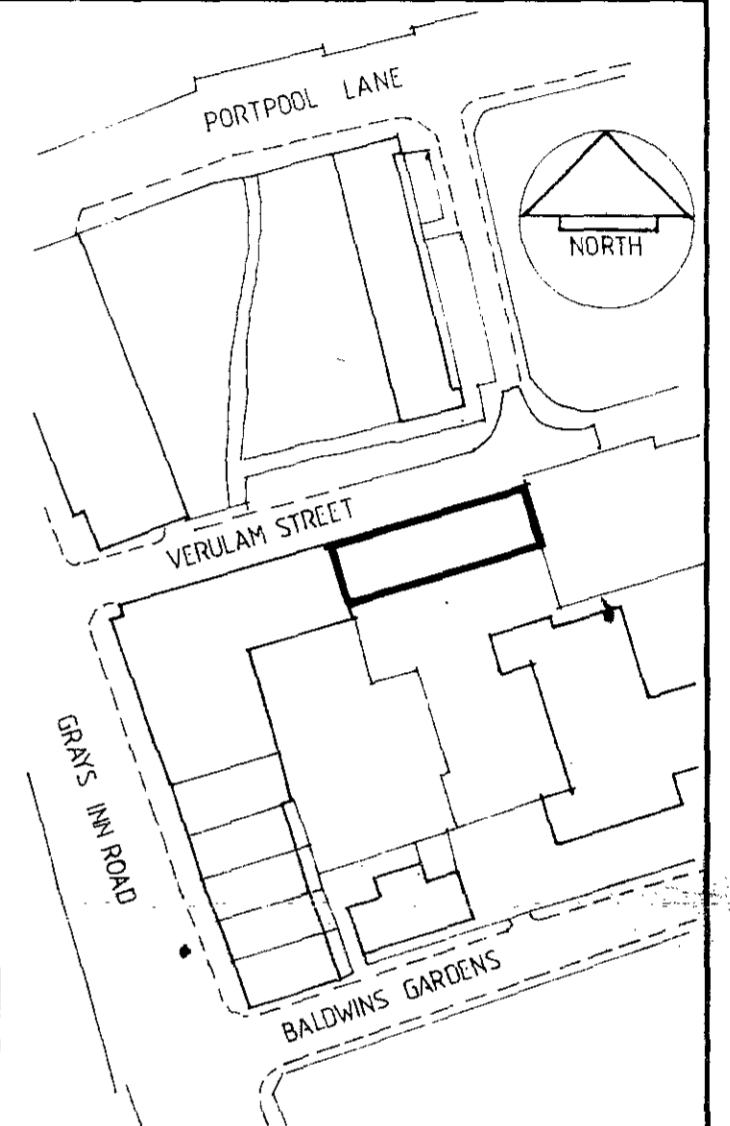 PORTPOOL LANE
NORTH
VERULAM STREET
GRAYS INN ROAD
BALDWINS GARDENS